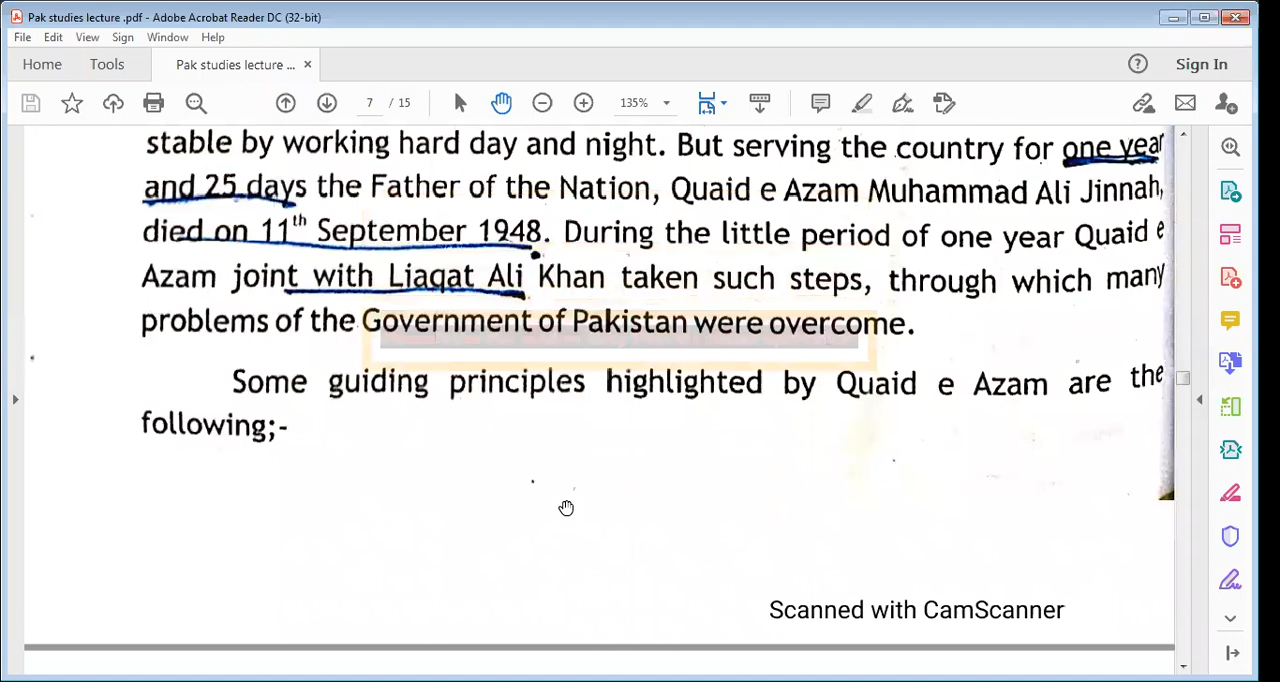 Pak studies lecture .pdf - Adobe Acrobat Reader DC (32-bit)
File Edit View Sign Window Help
Home Tools Pak studies lecture ... × Sign In
7 / 15 135%
stable by working hard day and night. But serving the country for one year
and 25 days the Father of the Nation, Quaid e Azam Muhammad Ali Jinnah,
died on 11th September 1948. During the little period of one year Quaid e
Azam joint with Liaqat Ali Khan taken such steps, through which many
problems of the Government of Pakistan were overcome.
Some guiding principles highlighted by Quaid e Azam are the
following;-
Scanned with CamScanner